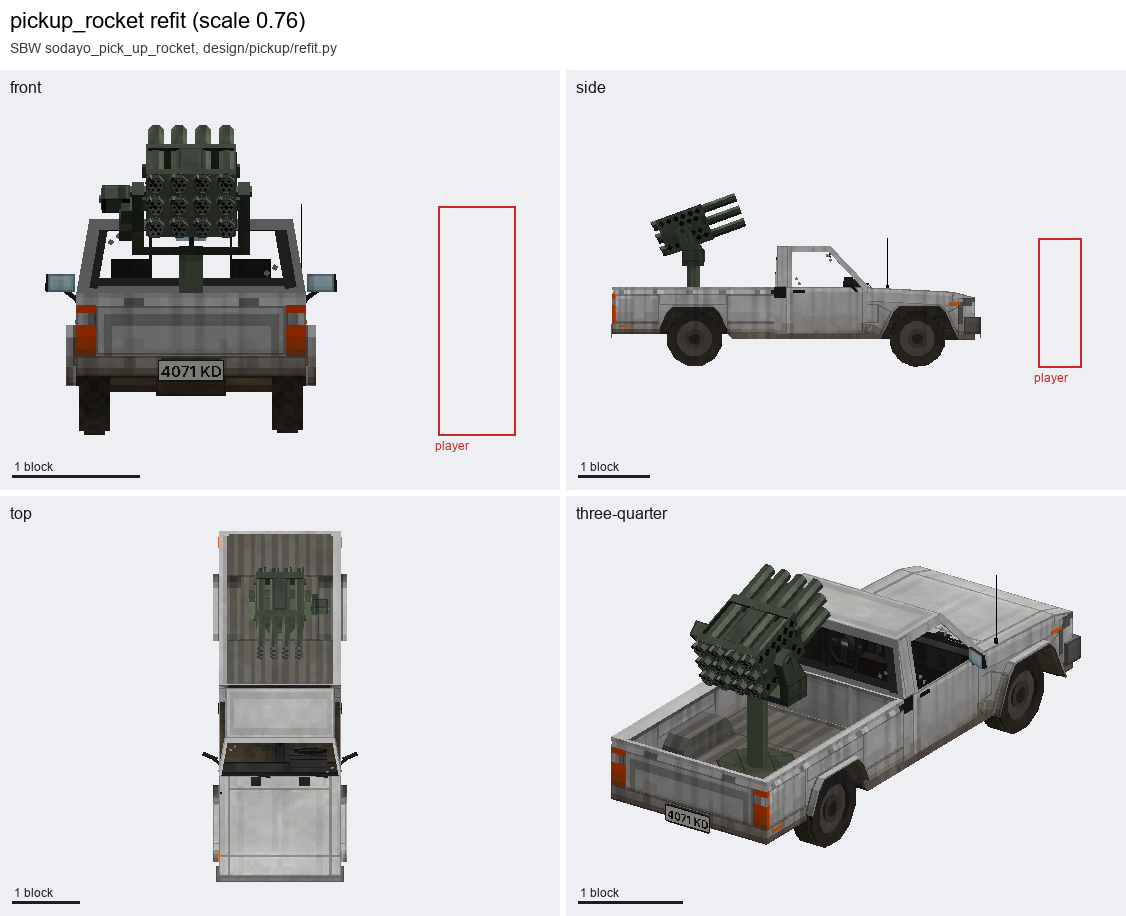 pickup_rocket refit (scale 0.76)
SBW sodayo_pick_up_rocket, design/pickup/refit.py
front
4071 KD
player
1 block
side
player
1 block
top
1 block
three-quarter
4071 KD
1 block